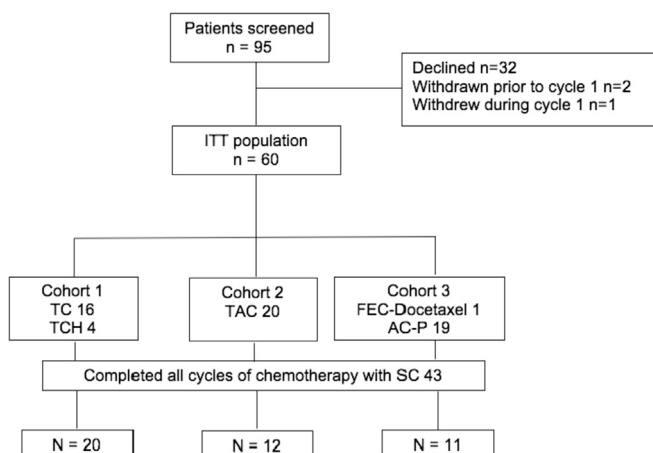 Patients screened
n = 95
Declined n=32
Withdrawn prior to cycle 1 n=2
Withdrew during cycle 1 n=1
ITT population
n = 60
Cohort 1
TC 16
TCH 4
Cohort 2
TAC 20
Cohort 3
FEC-Docetaxel 1
AC-P 19
Completed all cycles of chemotherapy with SC 43
N = 20
N = 12
N = 11